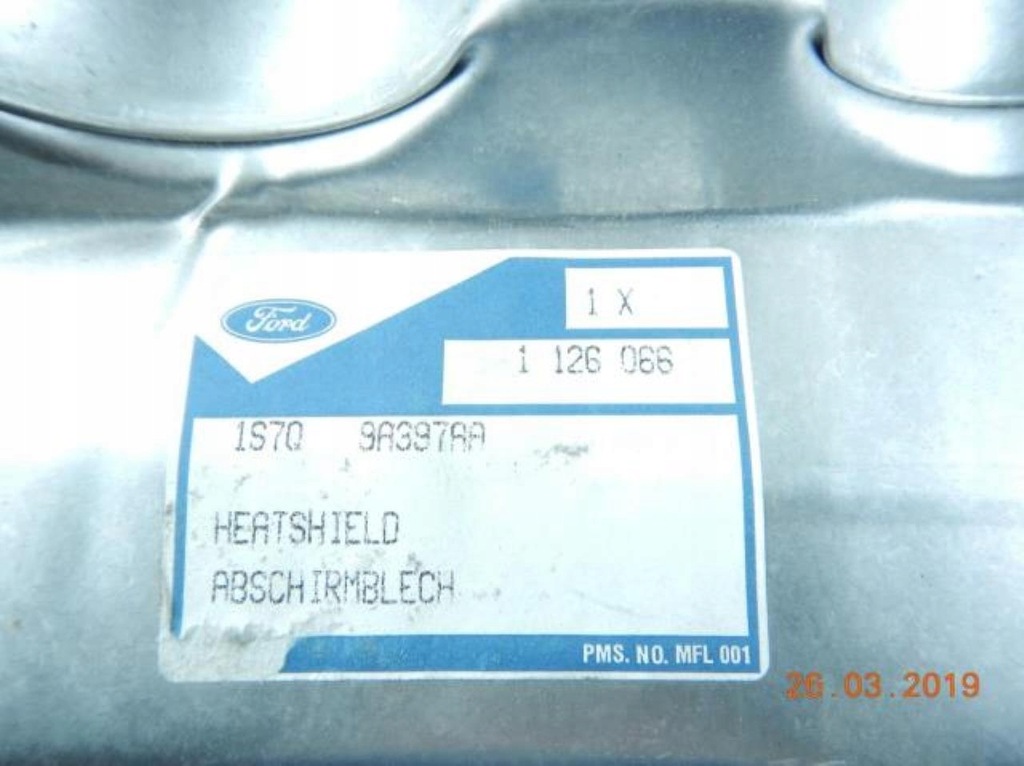 Ford
1 X
1 126 066
1S7Q 9A397AA
HEATSHIELD
ABSCHIRMBLECH
PMS. NO. MFL 001
26.03.2019